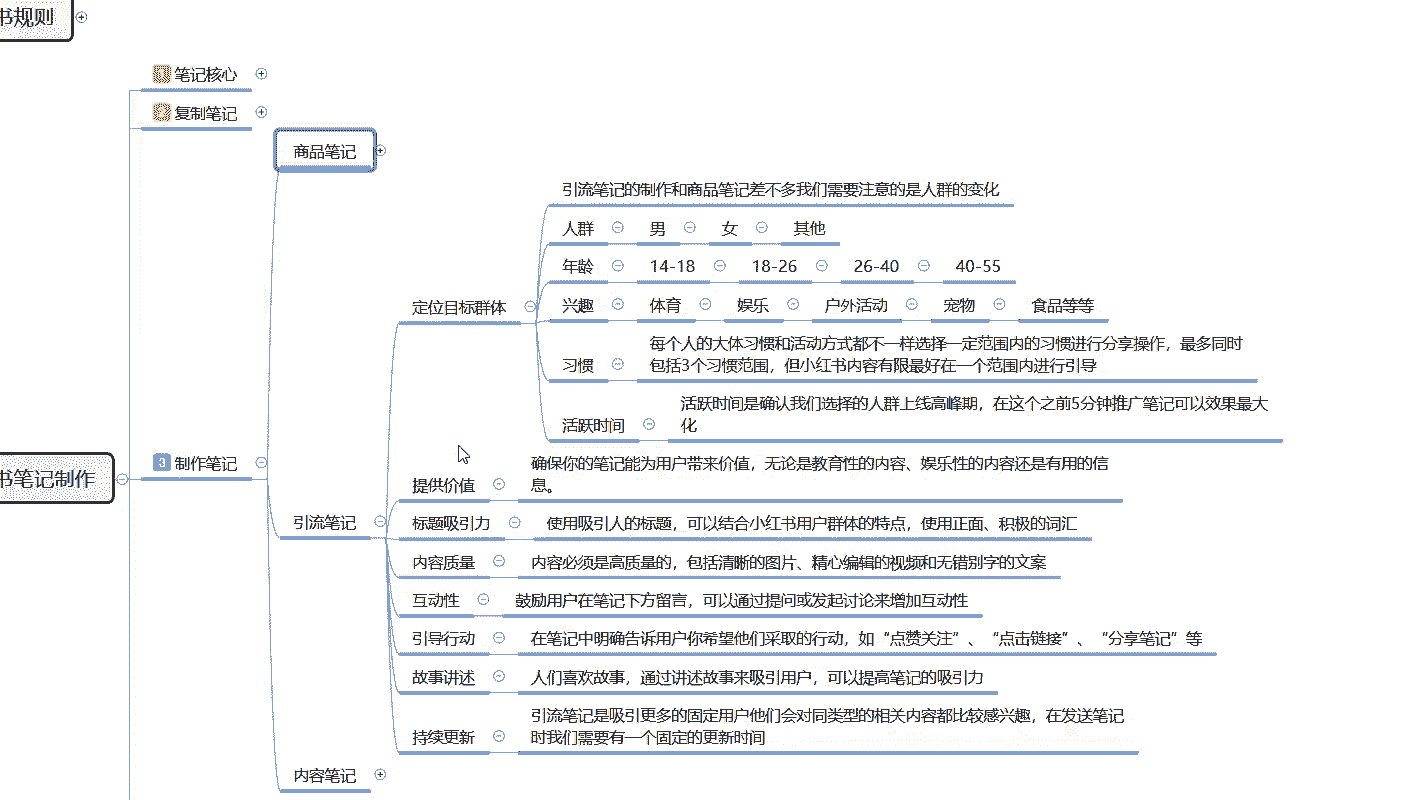 书规则
笔记核心
复制笔记
商品笔记
引流笔记的制作和商品笔记差不多我们需要注意的是人群的变化
人群 男 女 其他
年龄 14-18 18-26 26-40 40-55
定位目标群体
兴趣 体育 娱乐 户外活动 宠物 食品等等
习惯
每个人的大体习惯和活动方式都不一样选择一定范围内的习惯进行分享操作，最多同时
包括3个习惯范围，但小红书内容有限最好在一个范围内进行引导
活跃时间
活跃时间是确认我们选择的人群上线高峰期，在这个之前5分钟推广笔记可以效果最大
化
书笔记制作
3 制作笔记
引流笔记
提供价值
确保你的笔记能为用户带来价值，无论是教育性的内容、娱乐性的内容还是有用的信
息。
标题吸引力 使用吸引人的标题，可以结合小红书用户群体的特点，使用正面、积极的词汇
内容质量 内容必须是高质量的，包括清晰的图片、精心编辑的视频和无错别字的文案
互动性 鼓励用户在笔记下方留言，可以通过提问或发起讨论来增加互动性
引导行动 在笔记中明确告诉用户你希望他们采取的行动，如“点赞关注”、“点击链接”、“分享笔记”等
故事讲述 人们喜欢故事，通过讲述故事来吸引用户，可以提高笔记的吸引力
持续更新
引流笔记是吸引更多的固定用户他们会对同类型的相关内容都比较感兴趣，在发送笔记
时我们需要有一个固定的更新时间
内容笔记